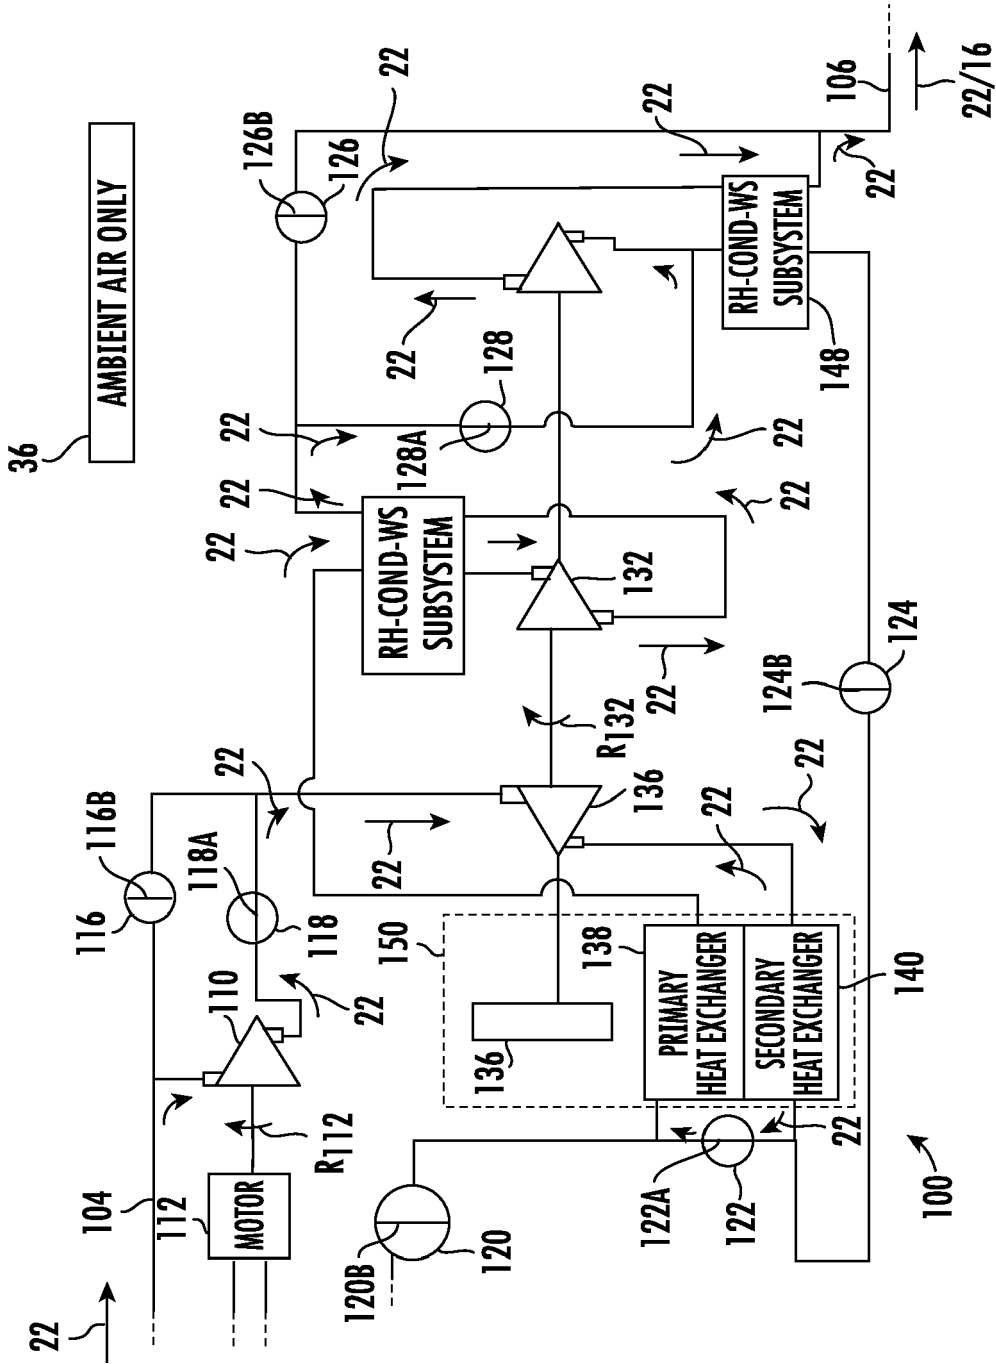 22
36
104
116
116B
AMBIENT AIR ONLY
112
118A
22
22
22
22
MOTOR
110
126B
118
R112
126
120B
22
22
22
22
150
RH-COND-WS
SUBSYSTEM
128A
120
136
128
138
R132
132
136
122A
22
22
PRIMARY
HEAT EXCHANGER
22
RH-COND-WS
SUBSYSTEM
122
SECONDARY
HEAT EXCHANGER
124B
22
22
22
148
22
106
22
124
140
100
22/16